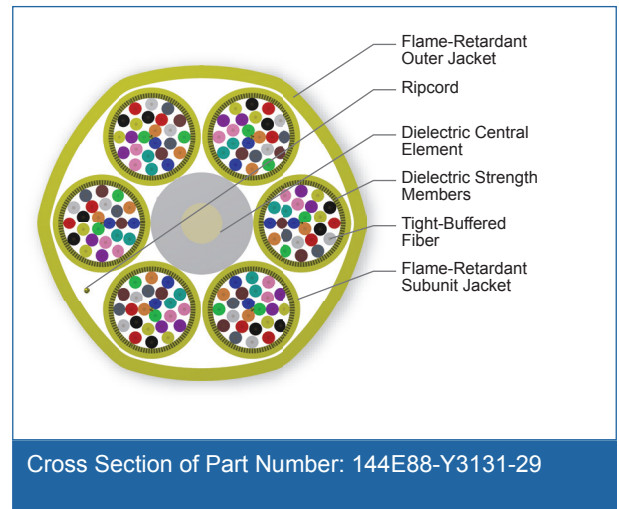 Flame-Retardant
Outer Jacket
Ripcord
Dielectric Central
Element
Dielectric Strength
Members
Tight-Buffered
Fiber
Flame-Retardant
Subunit Jacket
Cross Section of Part Number: 144E88-Y3131-29